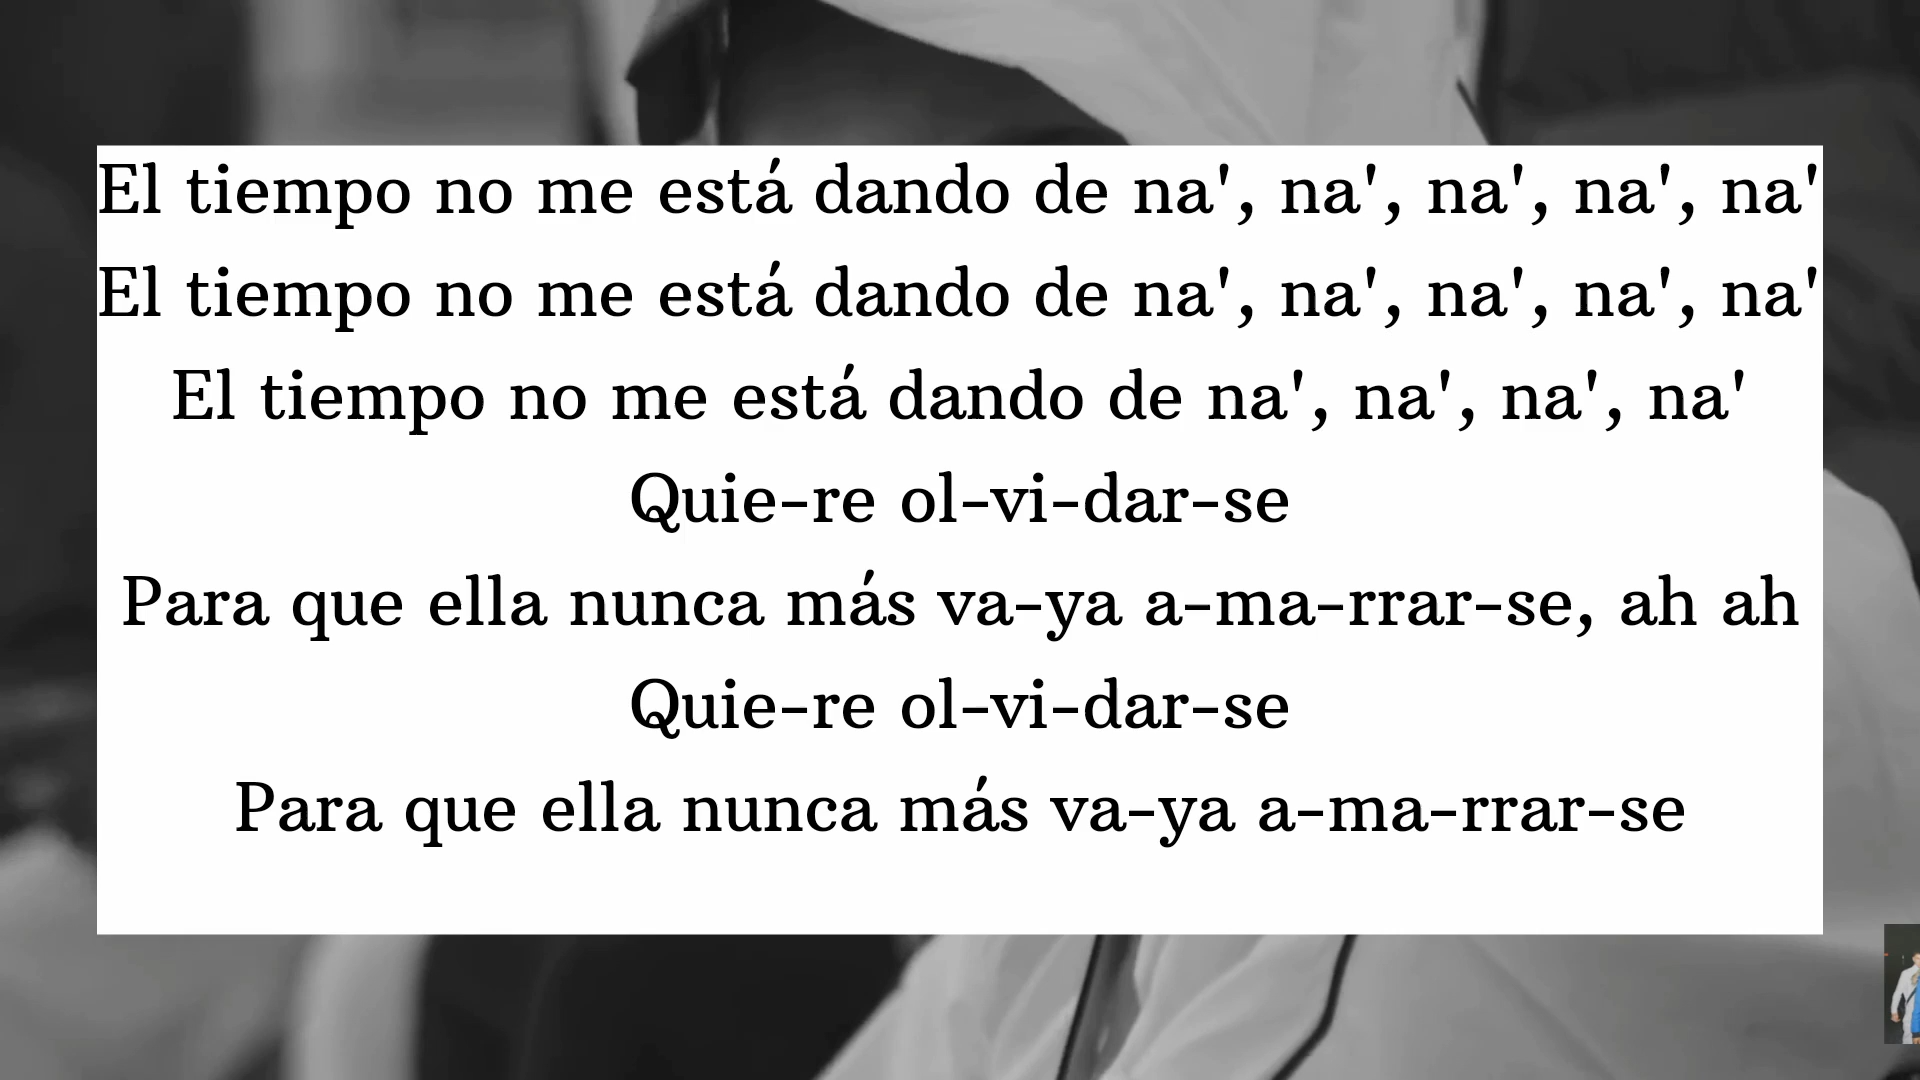 El tiempo no me está dando de na', na', na', na', na'
El tiempo no me está dando de na', na', na', na', na'
El tiempo no me está dando de na', na', na', na'
Quie-re ol-vi-dar-se
Para que ella nunca más va-ya a-ma-rrar-se, ah ah
Quie-re ol-vi-dar-se
Para que ella nunca más va-ya a-ma-rrar-se